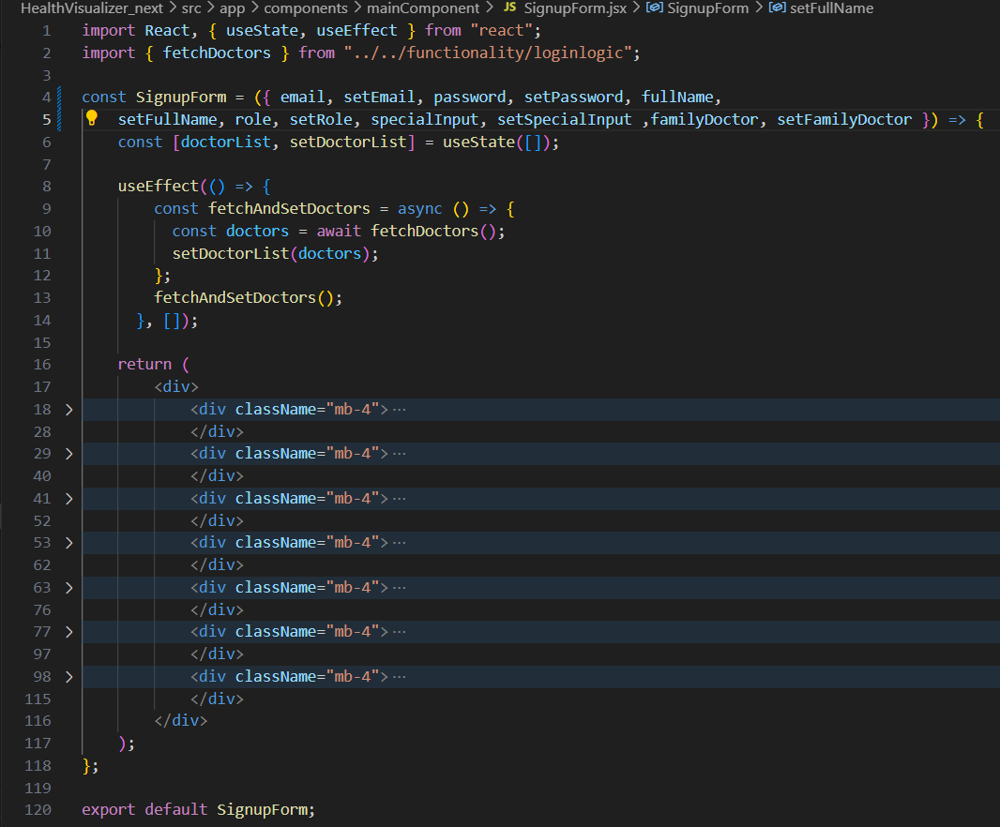 HealthVisualizer_next > src > app > components > mainComponent > JS SignupForm.jsx > SignupForm > setFullName
1 import React, { useState, useEffect } from "react";
2 import { fetchDoctors } from "../../functionality/loginlogic";
3
4 const SignupForm = ({ email, setEmail, password, setPassword, fullName,
5 setFullName, role, setRole, specialInput, setSpecialInput ,familyDoctor, setFamilyDoctor }) => {
6 const [doctorList, setDoctorList] = useState([]);
7
8 useEffect(() => {
9 const fetchAndSetDoctors = async () => {
10 const doctors = await fetchDoctors();
11 setDoctorList(doctors);
12 };
13 fetchAndSetDoctors();
14 }, []);
15
16 return (
17 <div>
18 > <div className="mb-4"> ···
28 </div>
29 > <div className="mb-4"> ···
40 </div>
41 > <div className="mb-4"> ···
52 </div>
53 > <div className="mb-4"> ···
62 </div>
63 > <div className="mb-4"> ···
76 </div>
77 > <div className="mb-4"> ···
97 </div>
98 > <div className="mb-4"> ···
115 </div>
116 </div>
117 );
118 };
119
120 export default SignupForm;